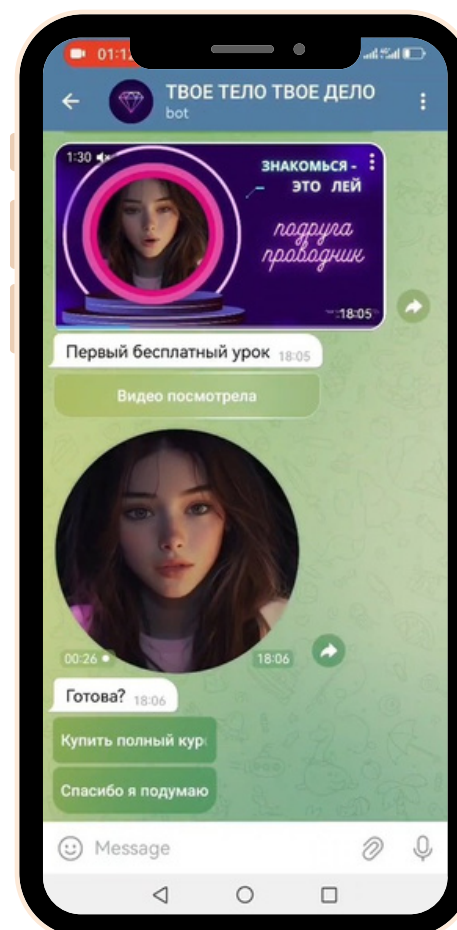 01:12
ТВОЕ ТЕЛО ТВОЕ ДЕЛО
bot
1:30
ЗНАКОМЬСЯ -
ЭТО ЛЕЙ
подруга
проводник
18:05
Первый бесплатный урок 18:05
Видео посмотрела
00:26
18:06
Готова? 18:06
Купить полный кур
Спасибо я подумаю
Message